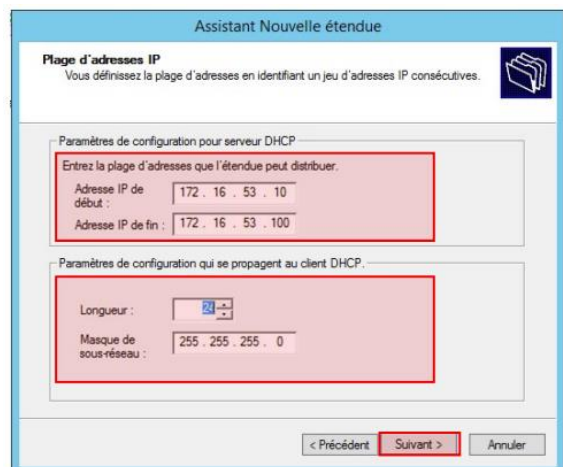 Assistant Nouvelle étendue
Plage d'adresses IP
Vous définissez la plage d'adresses en identifiant un jeu d'adresses IP consécutives.
Paramètres de configuration pour serveur DHCP
Entrez la plage d'adresses que l'étendue peut distribuer.
Adresse IP de début :
172 . 16 . 53 . 10
Adresse IP de fin :
172 . 16 . 53 . 100
Paramètres de configuration qui se propagent au client DHCP.
Longueur :
24
Masque de sous-réseau :
255 . 255 . 255 . 0
< Précédent
Suivant >
Annuler